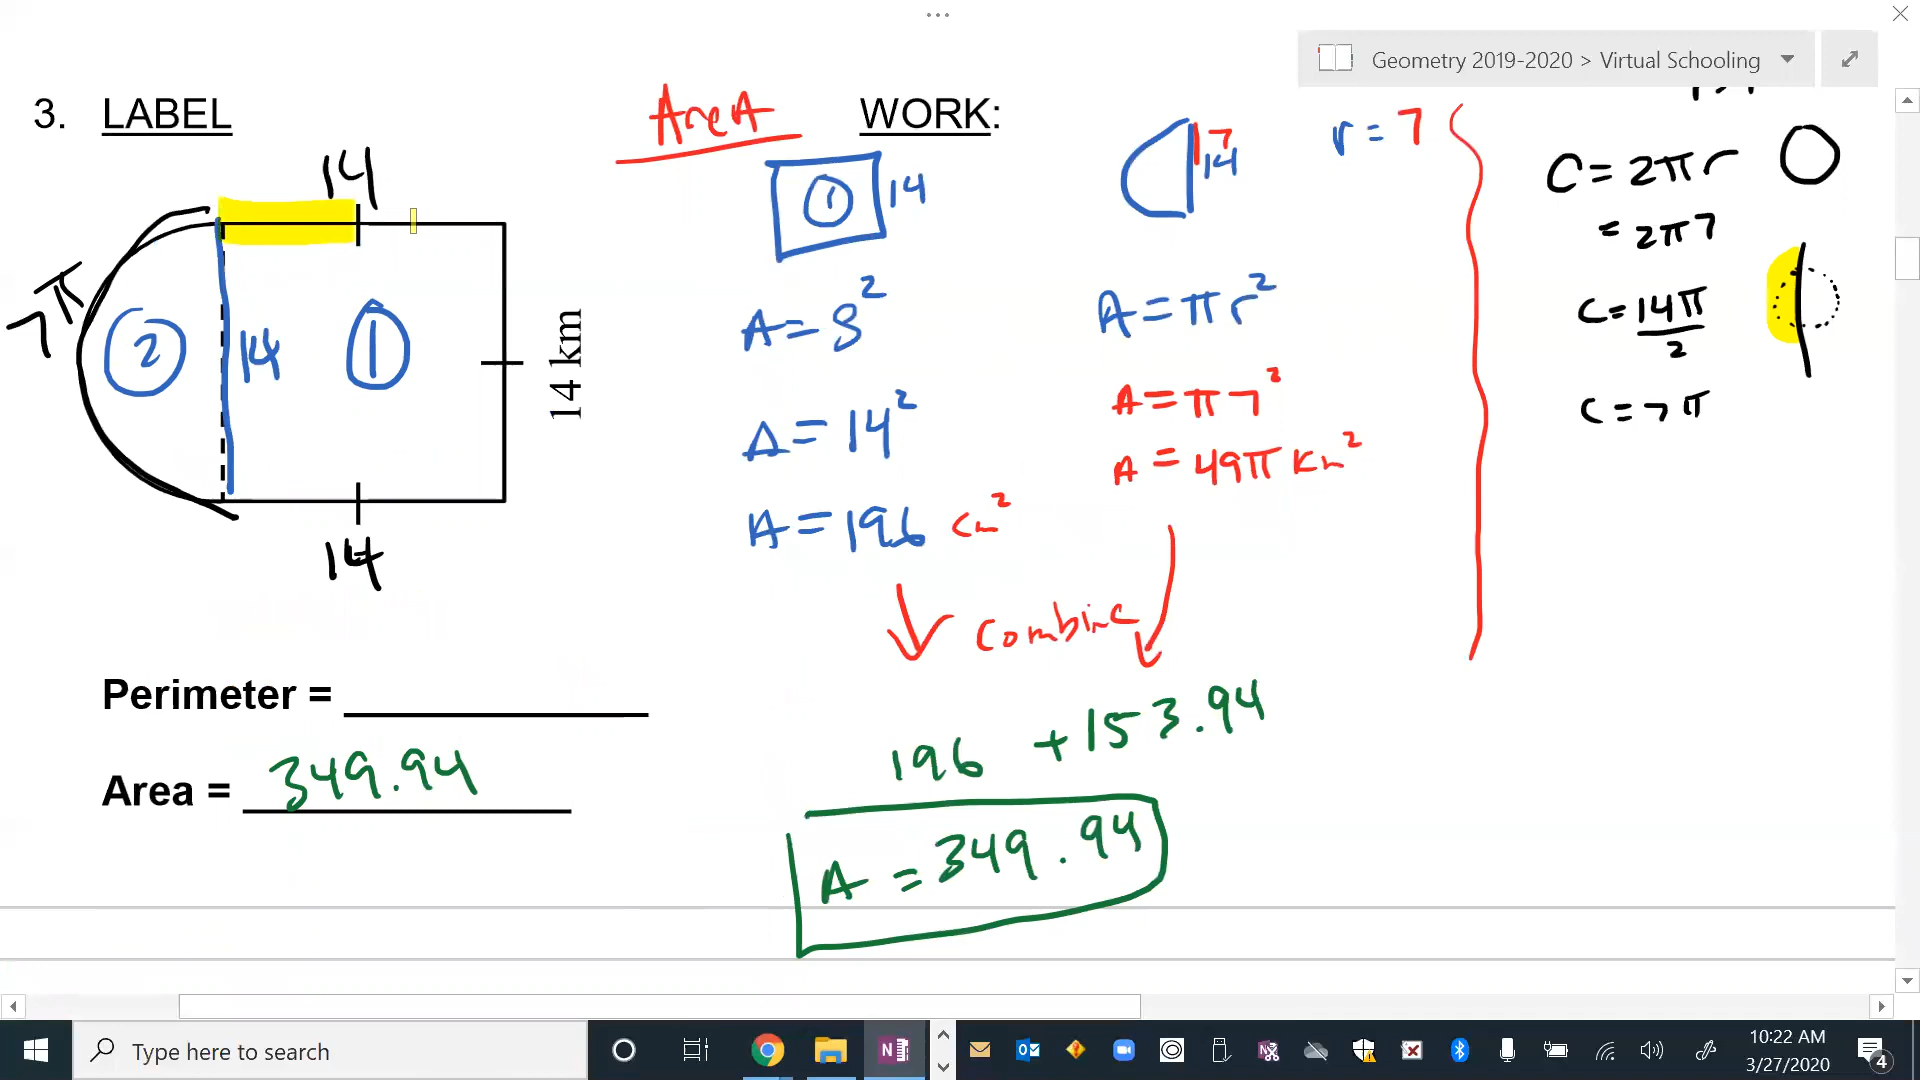 Geometry 2019-2020 > Virtual Schooling
3. LABEL
AreA
WORK:
14
7π
2
14
1
14 km
14
1
14
A = s²
A = 14²
A = 196 cm²
7
14
r = 7
A = πr²
A = π7²
A = 49π Km²
combine
196 + 153.94
A = 349.94
C = 2πr
= 2π7
C = 14π
2
C = 7π
Perimeter =
Area = 349.94
Type here to search
10:22 AM
3/27/2020
4